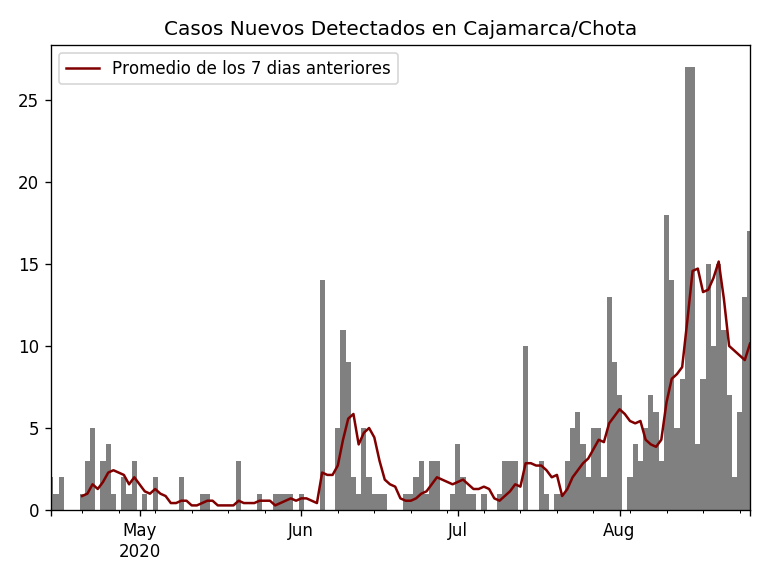 Casos Nuevos Detectados en Cajamarca/Chota
Promedio de los 7 dias anteriores
25
20
15
10
5
0
May
2020
Jun
Jul
Aug